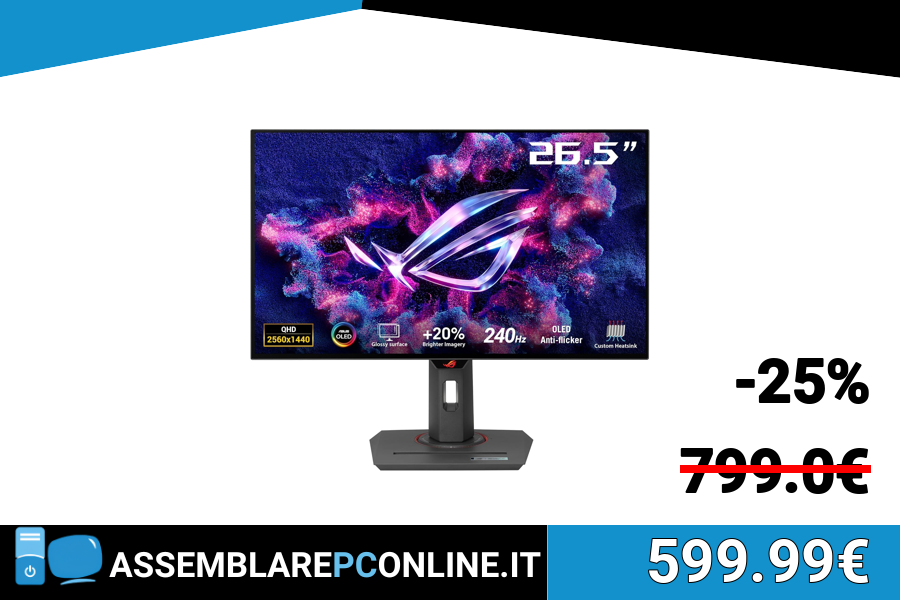 26.5”
QHD
2560x1440
ASUS
OLED
Glossy surface
+20%
Brighter Imagery
240Hz
OLED
Anti-flicker
Custom Heatsink
-25%
799.0€
ASSEMBLAREPCONLINE.IT
599.99€